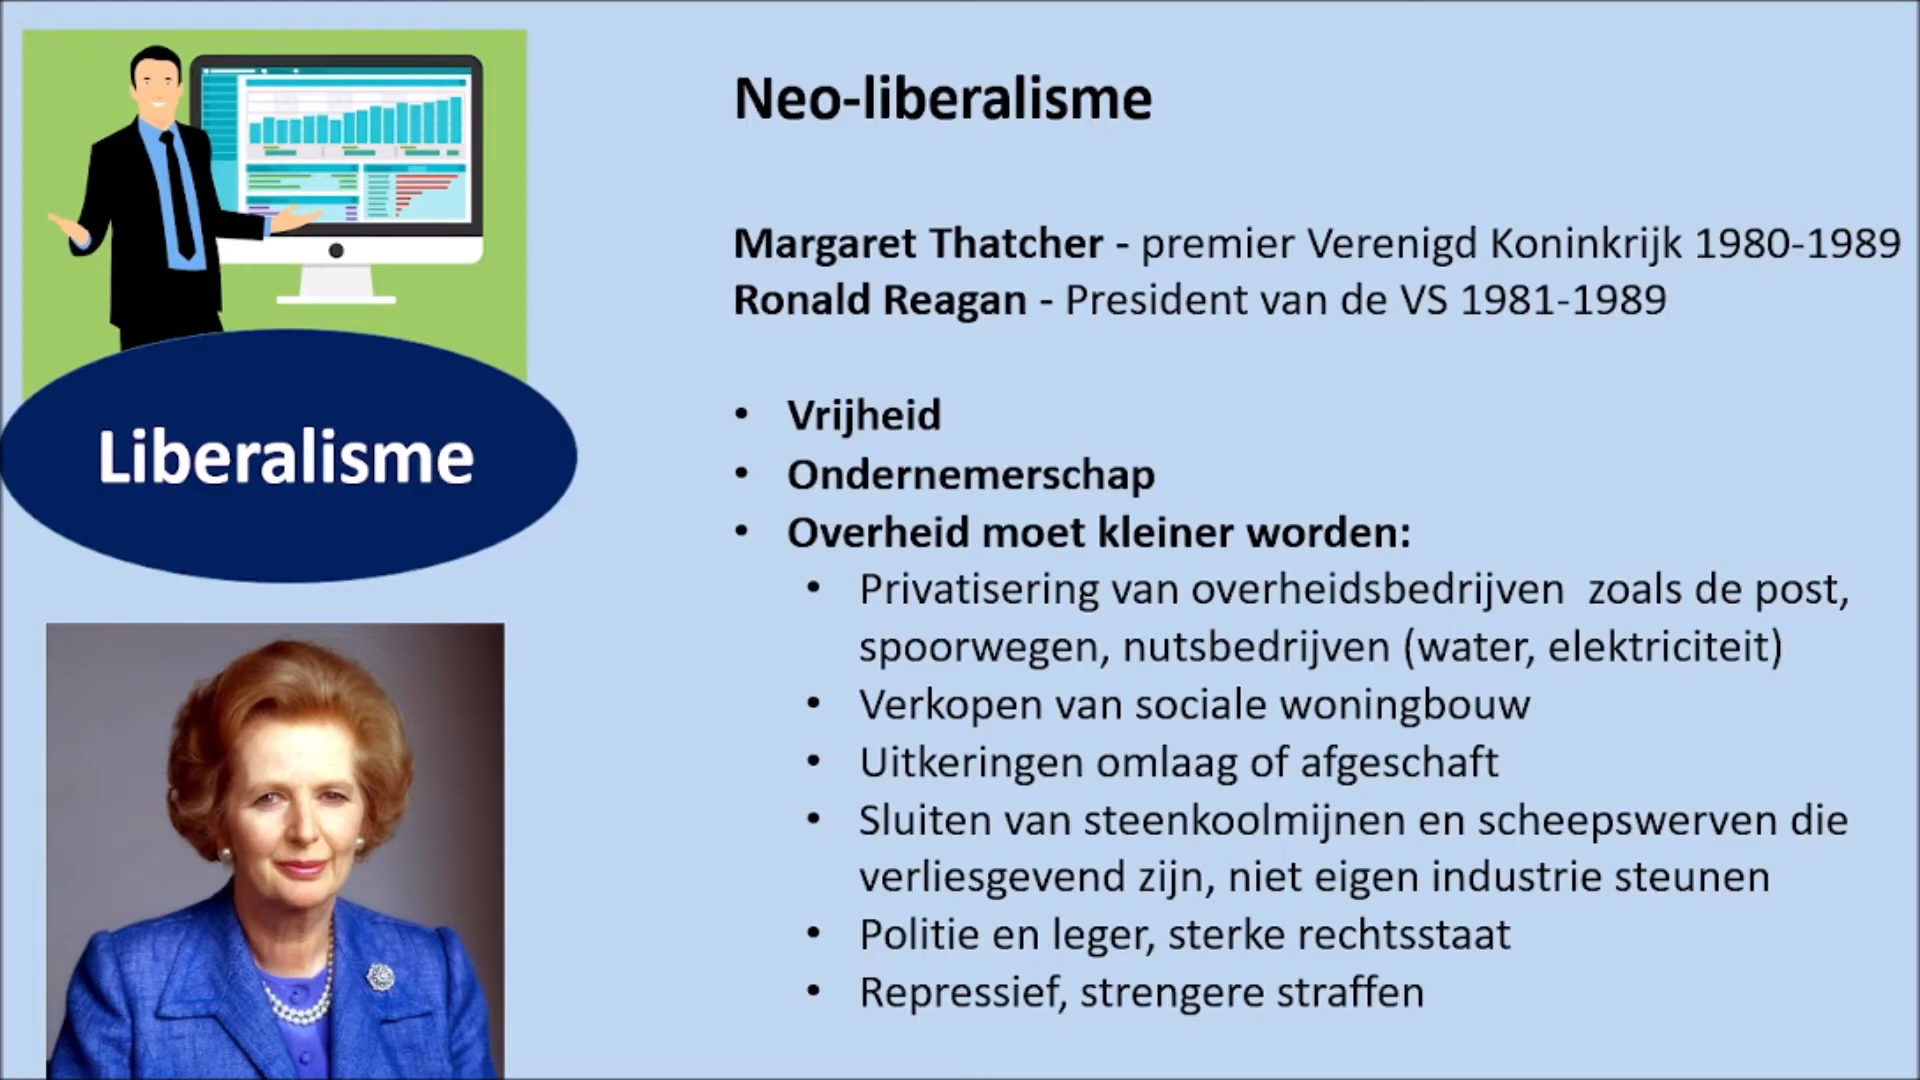 Neo-liberalisme
Margaret Thatcher - premier Verenigd Koninkrijk 1980-1989
Ronald Reagan - President van de VS 1981-1989
• Vrijheid
• Ondernemerschap
• Overheid moet kleiner worden:
• Privatisering van overheidsbedrijven zoals de post,
spoorwegen, nutsbedrijven (water, elektriciteit)
• Verkopen van sociale woningbouw
• Uitkeringen omlaag of afgeschaft
• Sluiten van steenkoolmijnen en scheepswerven die
verliesgevend zijn, niet eigen industrie steunen
• Politie en leger, sterke rechtsstaat
• Repressief, strengere straffen
Liberalisme